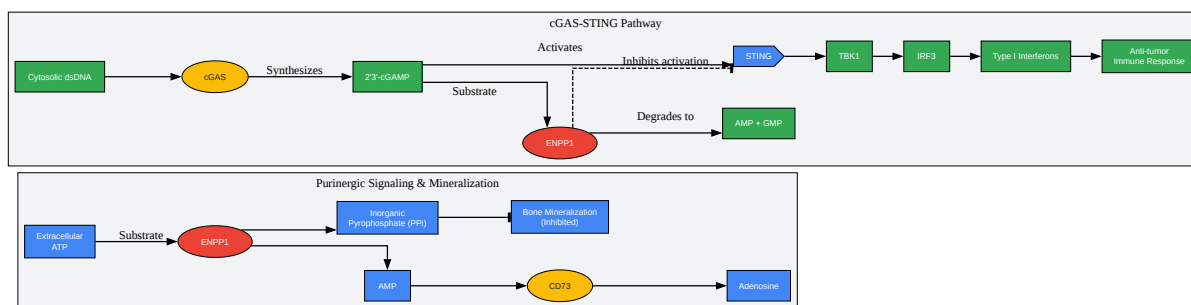 cGAS-STING Pathway
Cytosolic dsDNA
cGAS
Synthesizes
2'3'-cGAMP
Activates
Substrate
Inhibits activation
STING
TBK1
IRF3
Type I Interferons
Anti-tumor
Immune Response
ENPP1
Degrades to
AMP + GMP
Purinergic Signaling & Mineralization
Extracellular
ATP
Substrate
ENPP1
Inorganic
Pyrophosphate (PPi)
Bone Mineralization
(Inhibited)
AMP
CD73
Adenosine